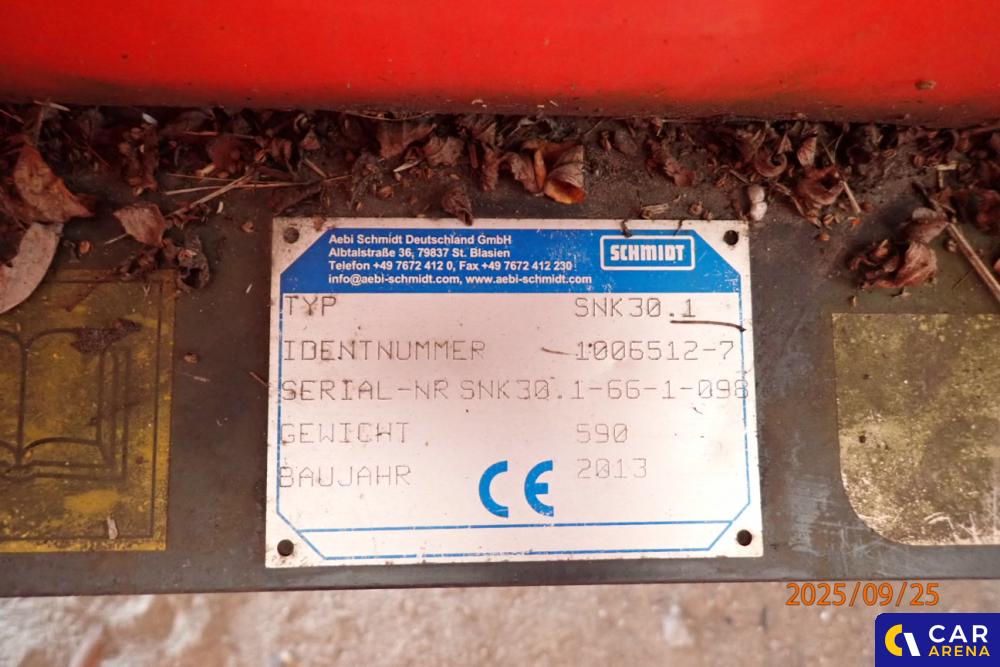 Aebi Schmidt Deutschland GmbH
Albtalstraße 36, 79837 St. Blasien
Telefon +49 7672 412 0, Fax +49 7672 412 230
info@aebi-schmidt.com, www.aebi-schmidt.com
SCHMIDT
TYP SNK30.1
IDENTNUMMER 1006512-7
SERIAL-NR SNK30.1-66-1-098
GEWICHT 590
BAUJAHR 2013
CE
2025/09/25
CAR
ARENA